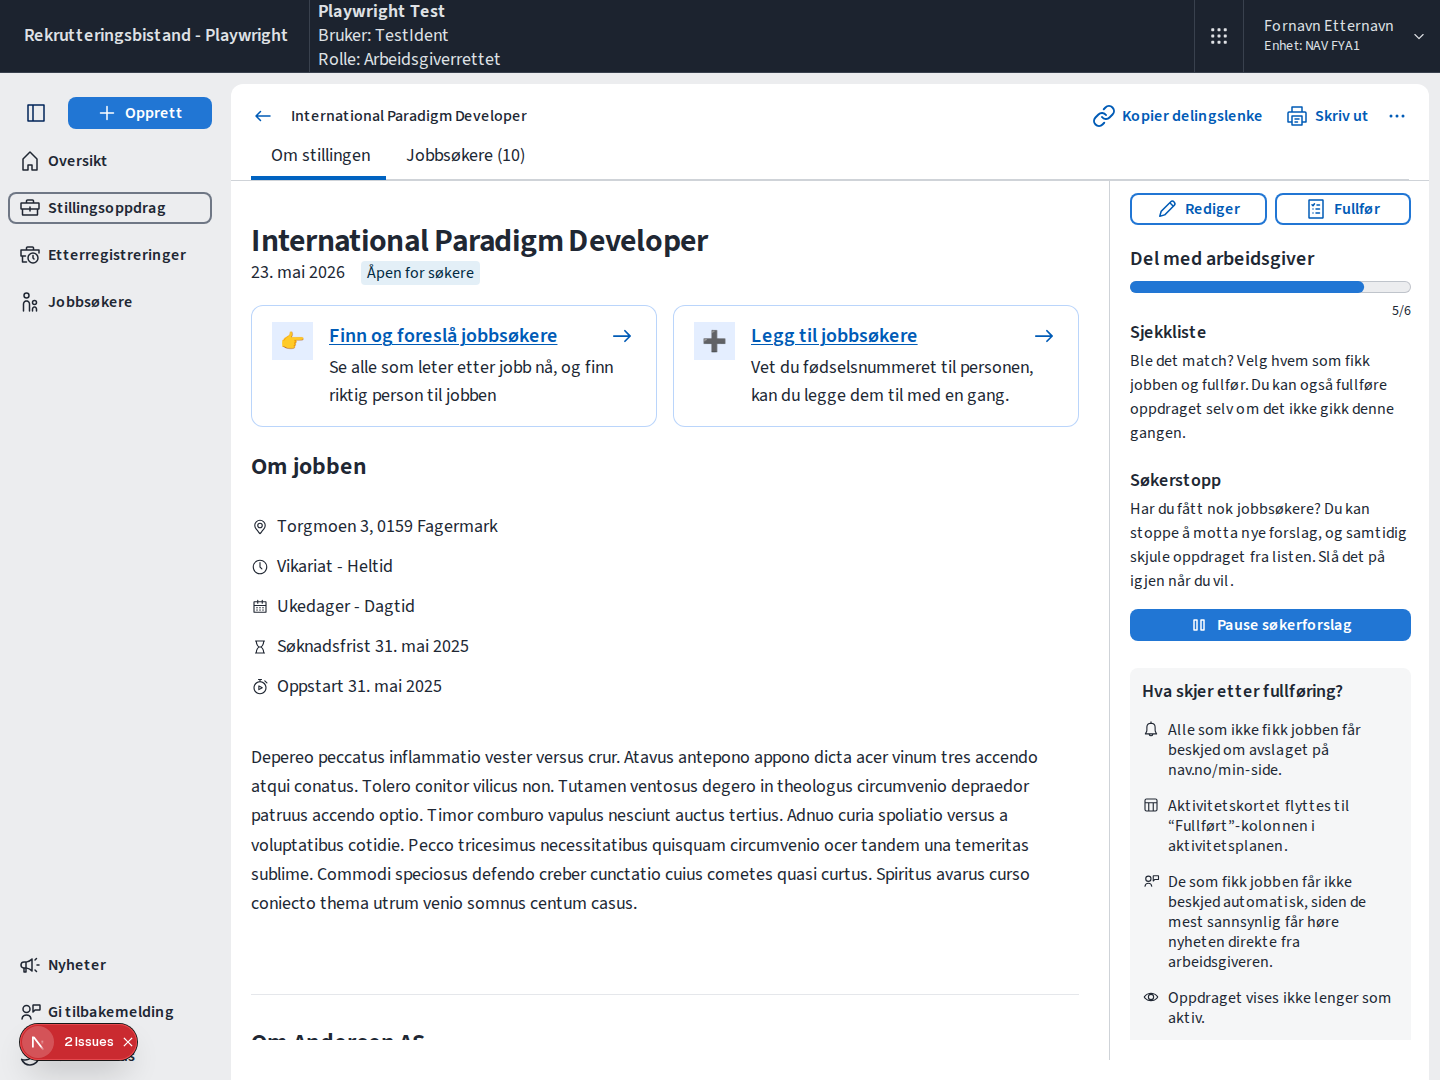 Rekrutteringsbistand - Playwright
Playwright Test
Bruker: TestIdent
Rolle: Arbeidsgiverrettet
Fornavn Etternavn
Enhet: NAV FYA1
Opprett
Oversikt
Stillingsoppdrag
Etterregistreringer
Jobbsøkere
Nyheter
Gi tilbakemelding
2 Issues
International Paradigm Developer
Kopier delingslenke
Skriv ut
Om stillingen
Jobbsøkere (10)
International Paradigm Developer
23. mai 2026
Åpen for søkere
Finn og foreslå jobbsøkere
Se alle som leter etter jobb nå, og finn
riktig person til jobben
Legg til jobbsøkere
Vet du fødselsnummeret til personen,
kan du legge dem til med en gang.
Om jobben
Torgmoen 3, 0159 Fagermark
Vikariat - Heltid
Ukedager - Dagtid
Søknadsfrist 31. mai 2025
Oppstart 31. mai 2025
Depereo peccatus inflammatio vester versus crur. Atavus antepono appono dicta acer vinum tres accendo
atqui conatus. Tolero conitor vilicus non. Tutamen ventosus degero in theologus circumvenio depraedor
patruus accendo optio. Timor comburo vapulus nesciunt auctus tertius. Adnuo curia spoliatio versus a
voluptatibus cotidie. Pecco tricesimus necessitatibus quisquam circumvenio ocer tandem una temeritas
sublime. Commodi speciosus defendo creber cunctatio cuius cometes quasi curtus. Spiritus avarus curso
coniecto thema utrum venio somnus centum casus.
Om Andersen AS
Rediger
Fullfør
Del med arbeidsgiver
5/6
Sjekkliste
Ble det match? Velg hvem som fikk
jobben og fullfør. Du kan også fullføre
oppdraget selv om det ikke gikk denne
gangen.
Søkerstopp
Har du fått nok jobbsøkere? Du kan
stoppe å motta nye forslag, og samtidig
skjule oppdraget fra listen. Slå det på
igjen når du vil.
Pause søkerforslag
Hva skjer etter fullføring?
Alle som ikke fikk jobben får
beskjed om avslaget på
nav.no/min-side.
Aktivitetskortet flyttes til
“Fullført”-kolonnen i
aktivitetsplanen.
De som fikk jobben får ikke
beskjed automatisk, siden de
mest sannsynlig får høre
nyheten direkte fra
arbeidsgiveren.
Oppdraget vises ikke lenger som
aktiv.